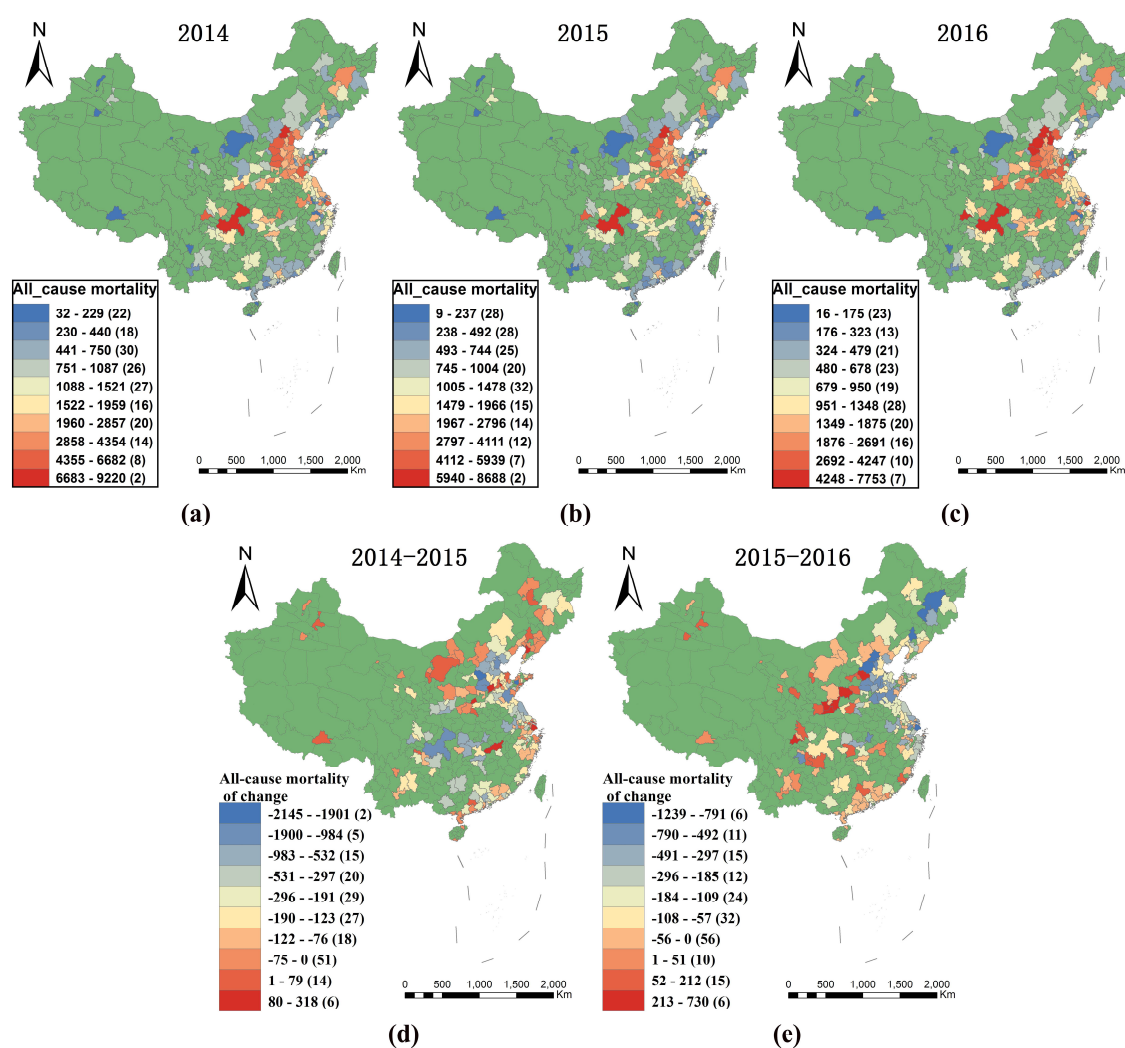 N
2014
All_cause mortality
32 - 229 (22)
230 - 440 (18)
441 - 750 (30)
751 - 1087 (26)
1088 - 1521 (27)
1522 - 1959 (16)
1960 - 2857 (20)
2858 - 4354 (14)
4355 - 6682 (8)
6683 - 9220 (2)
0 500 1,000 1,500 2,000
Km
(a)
N
2015
All_cause mortality
9 - 237 (28)
238 - 492 (28)
493 - 744 (25)
745 - 1004 (20)
1005 - 1478 (32)
1479 - 1966 (15)
1967 - 2796 (14)
2797 - 4111 (12)
4112 - 5939 (7)
5940 - 8688 (2)
0 500 1,000 1,500 2,000
Km
(b)
N
2016
All_cause mortality
16 - 175 (23)
176 - 323 (13)
324 - 479 (21)
480 - 678 (23)
679 - 950 (19)
951 - 1348 (28)
1349 - 1875 (20)
1876 - 2691 (16)
2692 - 4247 (10)
4248 - 7753 (7)
0 500 1,000 1,500 2,000
Km
(c)
N
2014-2015
All-cause mortality
of change
-2145 - -1901 (2)
-1900 - -984 (5)
-983 - -532 (15)
-531 - -297 (20)
-296 - -191 (29)
-190 - -123 (27)
-122 - -76 (18)
-75 - 0 (51)
1 - 79 (14)
80 - 318 (6)
0 500 1,000 1,500 2,000
Km
(d)
N
2015-2016
All-cause mortality
of change
-1239 - -791 (6)
-790 - -492 (11)
-491 - -297 (15)
-296 - -185 (12)
-184 - -109 (24)
-108 - -57 (32)
-56 - 0 (56)
1 - 51 (10)
52 - 212 (15)
213 - 730 (6)
0 500 1,000 1,500 2,000
Km
(e)